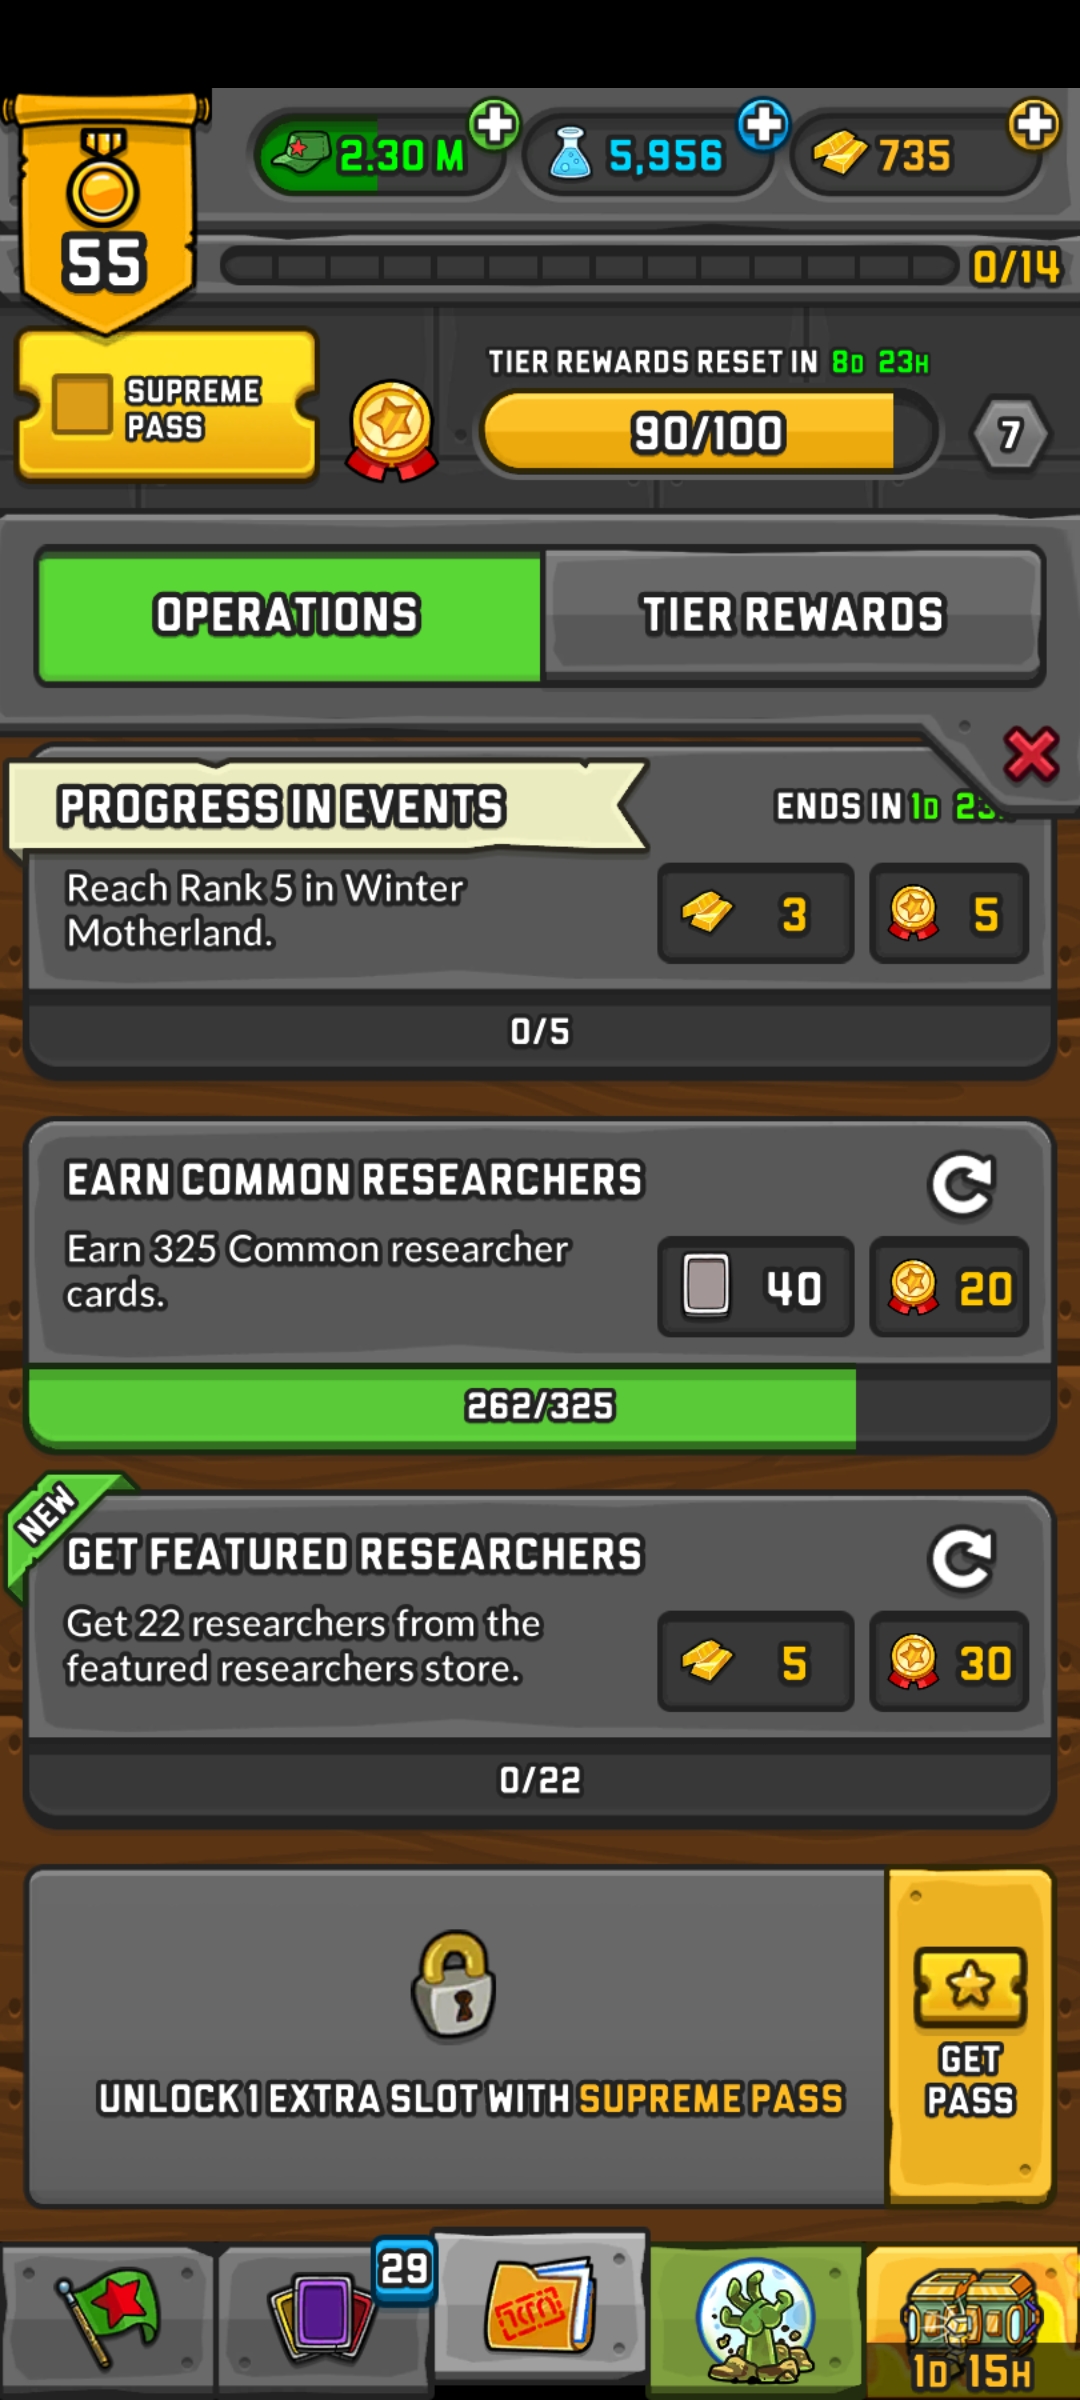 2.30 M
5,956
735
55
0/14
SUPREME
PASS
TIER REWARDS RESET IN 8D 23H
90/100
7
OPERATIONS
TIER REWARDS
PROGRESS IN EVENTS
ENDS IN 1D 23
Reach Rank 5 in Winter
Motherland.
3
5
0/5
EARN COMMON RESEARCHERS
Earn 325 Common researcher
cards.
40
20
262/325
NEW
GET FEATURED RESEARCHERS
Get 22 researchers from the
featured researchers store.
5
30
0/22
UNLOCK 1 EXTRA SLOT WITH SUPREME PASS
GET
PASS
29
1D 15H